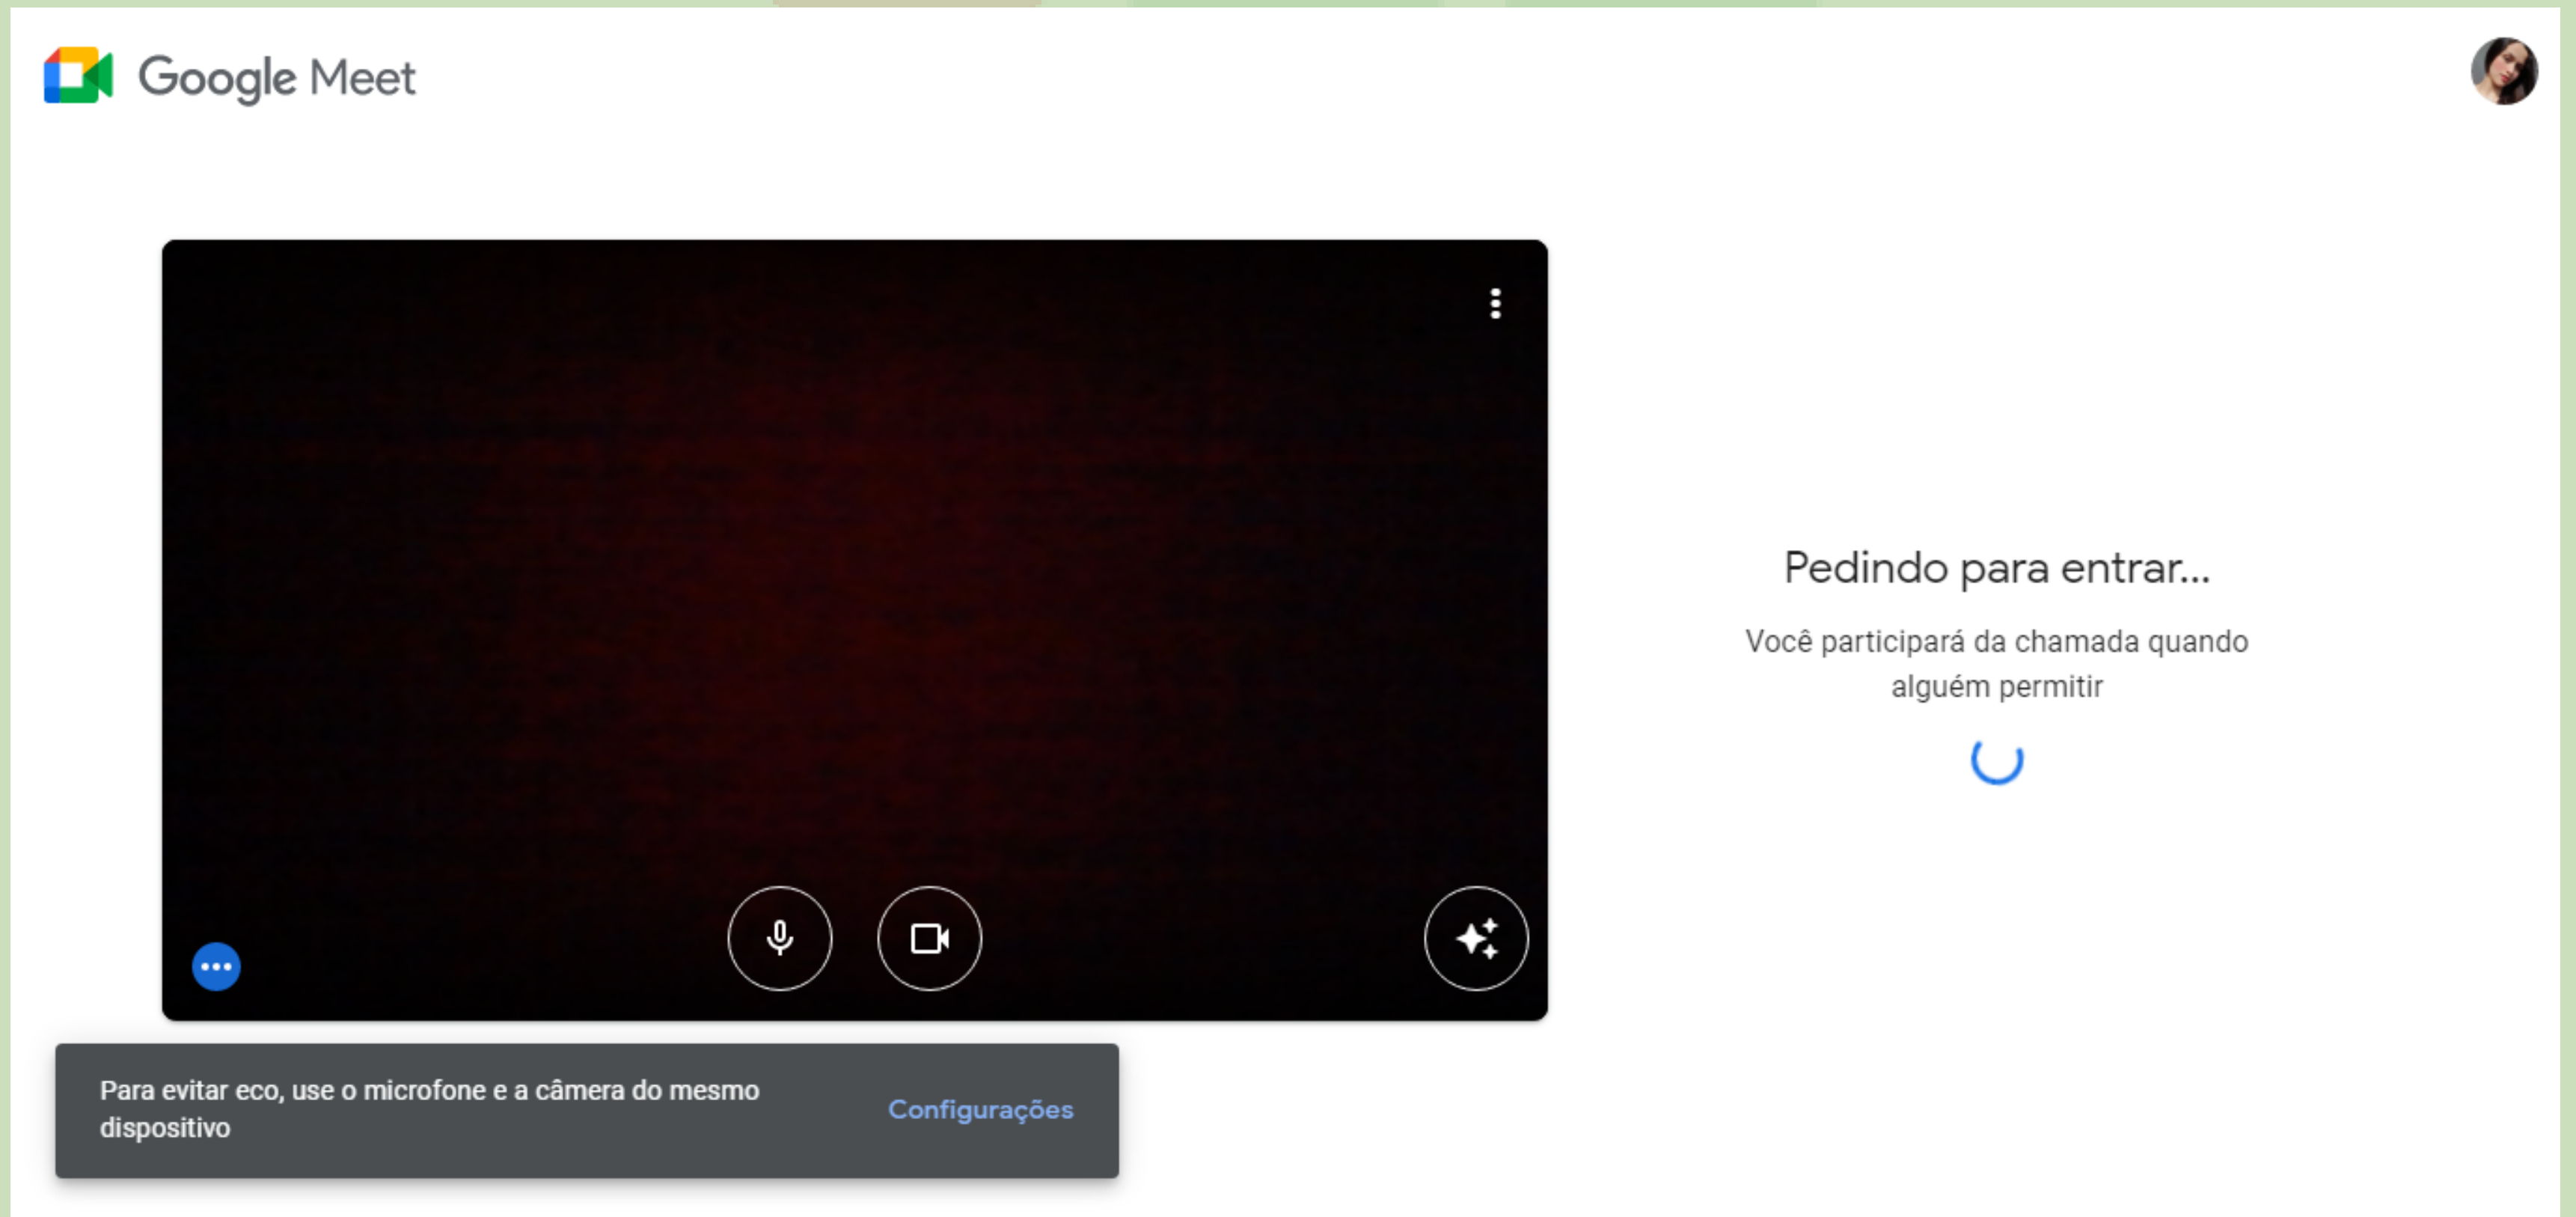 Google Meet
Pedindo para entrar...
Você participará da chamada quando
alguém permitir
Para evitar eco, use o microfone e a câmera do mesmo
dispositivo
Configurações